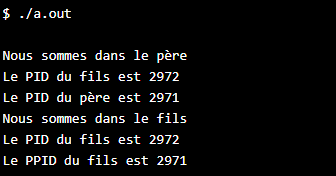 $ ./a.out
Nous sommes dans le père
Le PID du fils est 2972
Le PID du père est 2971
Nous sommes dans le fils
Le PID du fils est 2972
Le PPID du fils est 2971